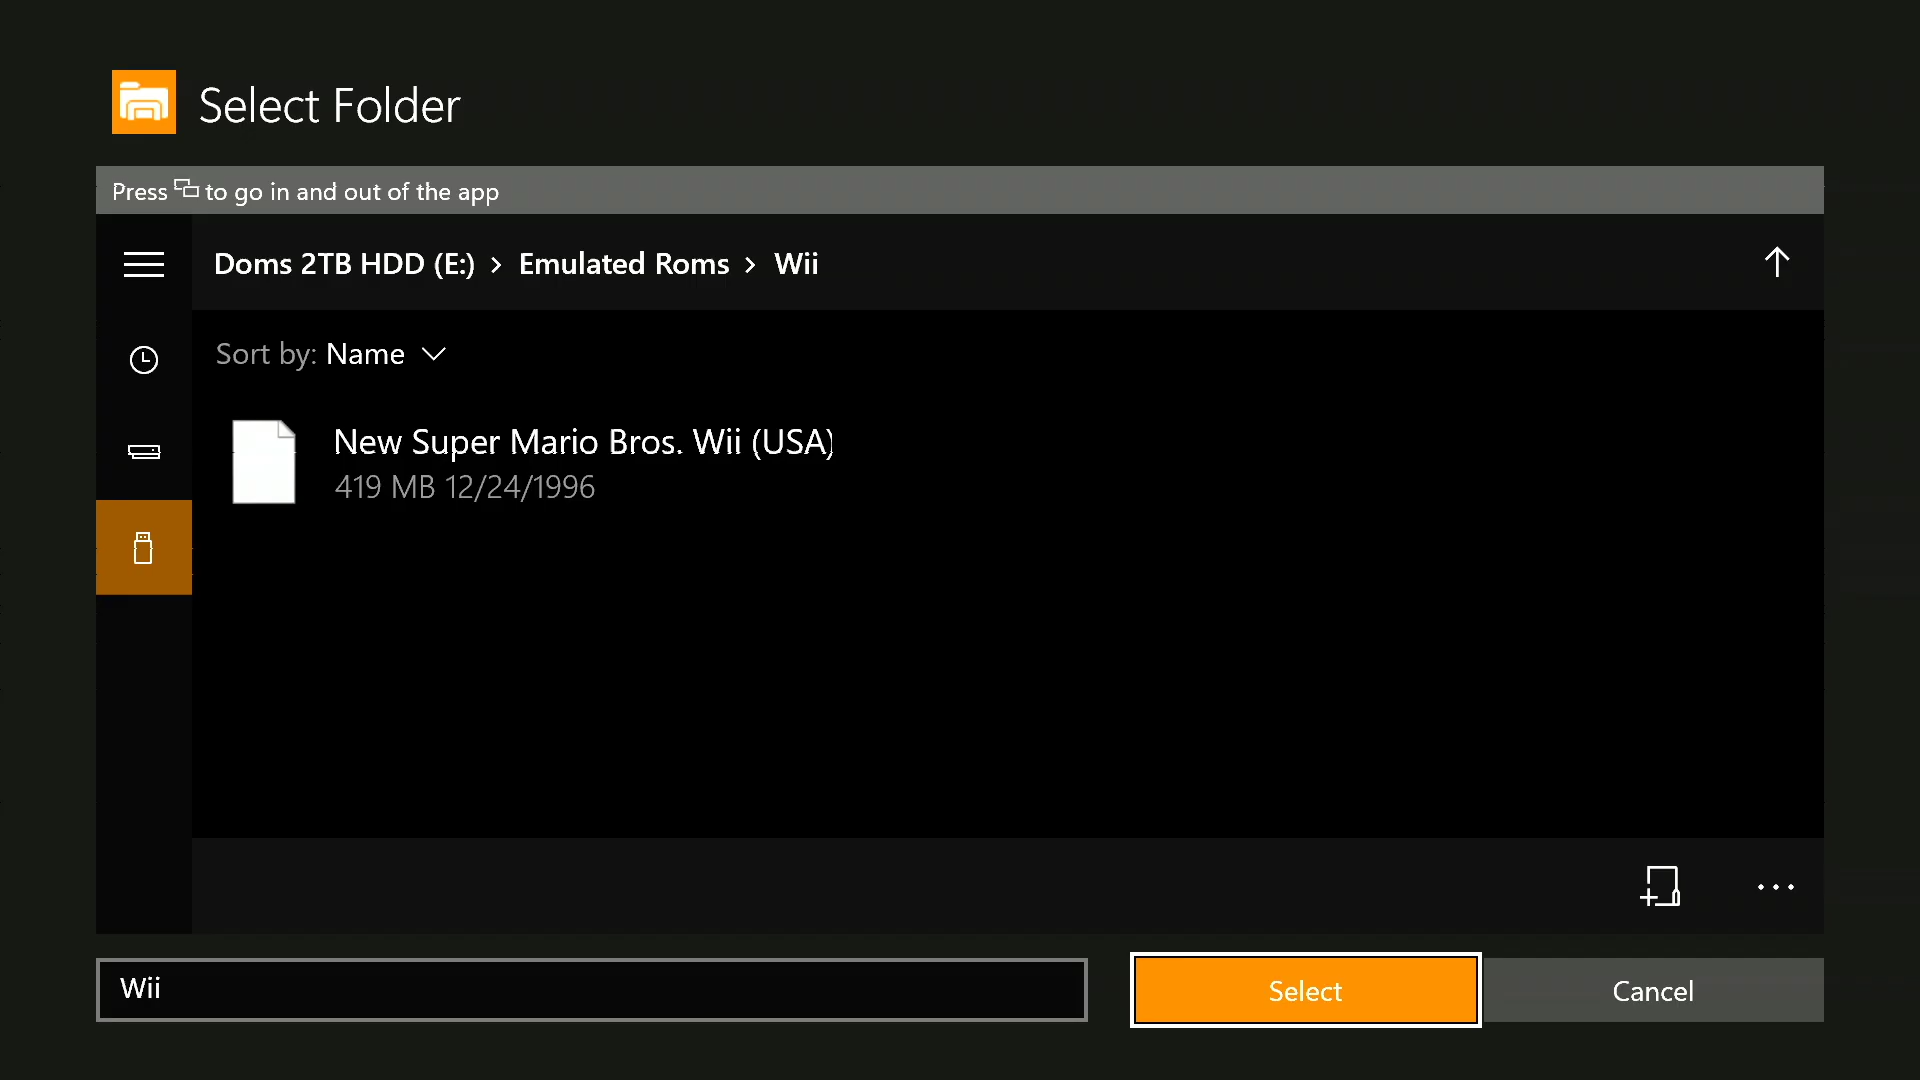 Select Folder
Press to go in and out of the app
Doms 2TB HDD (E:) > Emulated Roms > Wii
Sort by: Name
New Super Mario Bros. Wii (USA)
419 MB 12/24/1996
Wii
Select
Cancel